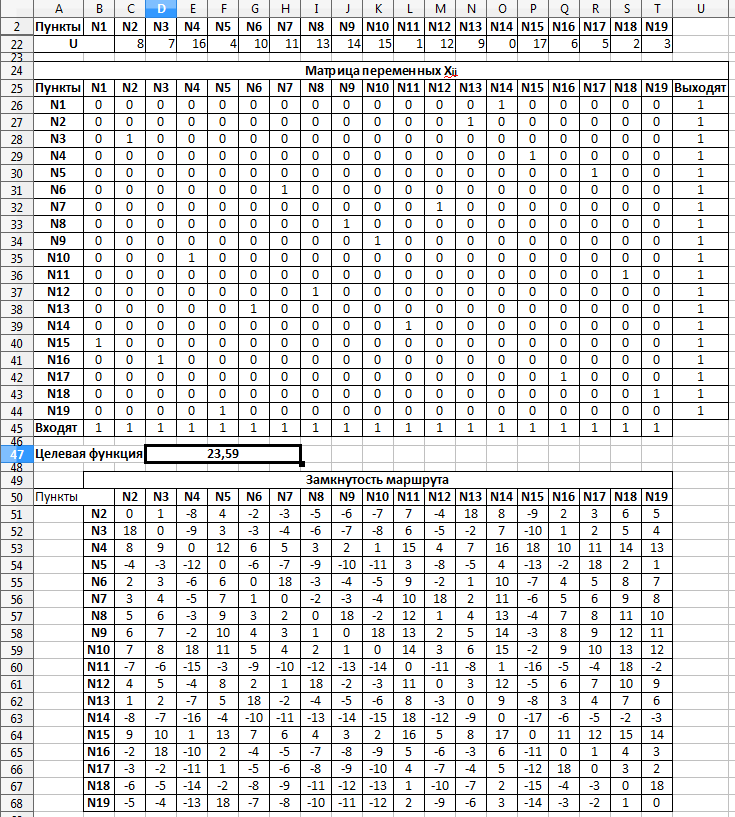 A B C D E F G H I J K L M N O P Q R S T U
2 Пункты N1 N2 N3 N4 N5 N6 N7 N8 N9 N10 N11 N12 N13 N14 N15 N16 N17 N18 N19
22 U 8 7 16 4 10 11 13 14 15 1 12 9 0 17 6 5 2 3
23
24 Матрица переменных Xij
25 Пункты N1 N2 N3 N4 N5 N6 N7 N8 N9 N10 N11 N12 N13 N14 N15 N16 N17 N18 N19 Выходят
26 N1 0 0 0 0 0 0 0 0 0 0 0 0 0 1 0 0 0 0 0 1
27 N2 0 0 0 0 0 0 0 0 0 0 0 0 1 0 0 0 0 0 0 1
28 N3 0 1 0 0 0 0 0 0 0 0 0 0 0 0 0 0 0 0 0 1
29 N4 0 0 0 0 0 0 0 0 0 0 0 0 0 0 1 0 0 0 0 1
30 N5 0 0 0 0 0 0 0 0 0 0 0 0 0 0 0 0 1 0 0 1
31 N6 0 0 0 0 0 0 1 0 0 0 0 0 0 0 0 0 0 0 0 1
32 N7 0 0 0 0 0 0 0 0 0 0 0 1 0 0 0 0 0 0 0 1
33 N8 0 0 0 0 0 0 0 0 1 0 0 0 0 0 0 0 0 0 0 1
34 N9 0 0 0 0 0 0 0 0 0 1 0 0 0 0 0 0 0 0 0 1
35 N10 0 0 0 1 0 0 0 0 0 0 0 0 0 0 0 0 0 0 0 1
36 N11 0 0 0 0 0 0 0 0 0 0 0 0 0 0 0 0 0 1 0 1
37 N12 0 0 0 0 0 0 0 1 0 0 0 0 0 0 0 0 0 0 0 1
38 N13 0 0 0 0 0 1 0 0 0 0 0 0 0 0 0 0 0 0 0 1
39 N14 0 0 0 0 0 0 0 0 0 0 1 0 0 0 0 0 0 0 0 1
40 N15 1 0 0 0 0 0 0 0 0 0 0 0 0 0 0 0 0 0 0 1
41 N16 0 0 1 0 0 0 0 0 0 0 0 0 0 0 0 0 0 0 0 1
42 N17 0 0 0 0 0 0 0 0 0 0 0 0 0 0 0 1 0 0 0 1
43 N18 0 0 0 0 0 0 0 0 0 0 0 0 0 0 0 0 0 0 1 1
44 N19 0 0 0 0 1 0 0 0 0 0 0 0 0 0 0 0 0 0 0 1
45 Входят 1 1 1 1 1 1 1 1 1 1 1 1 1 1 1 1 1 1 1
46
47 Целевая функция 23,59
48
49 Замкнутость маршрута
50 Пункты N2 N3 N4 N5 N6 N7 N8 N9 N10 N11 N12 N13 N14 N15 N16 N17 N18 N19
51 N2 0 1 -8 4 -2 -3 -5 -6 -7 7 -4 18 8 -9 2 3 6 5
52 N3 18 0 -9 3 -3 -4 -6 -7 -8 6 -5 -2 7 -10 1 2 5 4
53 N4 8 9 0 12 6 5 3 2 1 15 4 7 16 18 10 11 14 13
54 N5 -4 -3 -12 0 -6 -7 -9 -10 -11 3 -8 -5 4 -13 -2 18 2 1
55 N6 2 3 -6 6 0 18 -3 -4 -5 9 -2 1 10 -7 4 5 8 7
56 N7 3 4 -5 7 1 0 -2 -3 -4 10 18 2 11 -6 5 6 9 8
57 N8 5 6 -3 9 3 2 0 18 -2 12 1 4 13 -4 7 8 11 10
58 N9 6 7 -2 10 4 3 1 0 18 13 2 5 14 -3 8 9 12 11
59 N10 7 8 18 11 5 4 2 1 0 14 3 6 15 -2 9 10 13 12
60 N11 -7 -6 -15 -3 -9 -10 -12 -13 -14 0 -11 -8 1 -16 -5 -4 18 -2
61 N12 4 5 -4 8 2 1 18 -2 -3 11 0 3 12 -5 6 7 10 9
62 N13 1 2 -7 5 18 -2 -4 -5 -6 8 -3 0 9 -8 3 4 7 6
63 N14 -8 -7 -16 -4 -10 -11 -13 -14 -15 18 -12 -9 0 -17 -6 -5 -2 -3
64 N15 9 10 1 13 7 6 4 3 2 16 5 8 17 0 11 12 15 14
65 N16 -2 18 -10 2 -4 -5 -7 -8 -9 5 -6 -3 6 -11 0 1 4 3
66 N17 -3 -2 -11 1 -5 -6 -8 -9 -10 4 -7 -4 5 -12 18 0 3 2
67 N18 -6 -5 -14 -2 -8 -9 -11 -12 -13 1 -10 -7 2 -15 -4 -3 0 18
68 N19 -5 -4 -13 18 -7 -8 -10 -11 -12 2 -9 -6 3 -14 -3 -2 1 0